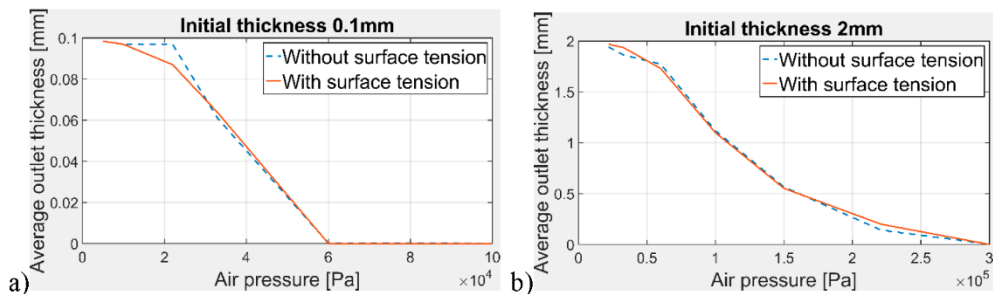 Initial thickness 0.1mm
Average outlet thickness [mm]
0.1
0.08
0.06
0.04
0.02
0
Without surface tension
With surface tension
0 2 4 6 8 10
Air pressure [Pa] ×10⁴
a)
Initial thickness 2mm
Average outlet thickness [mm]
2
1.5
1
0.5
0
Without surface tension
With surface tension
0 0.5 1 1.5 2 2.5 3
Air pressure [Pa] ×10⁵
b)